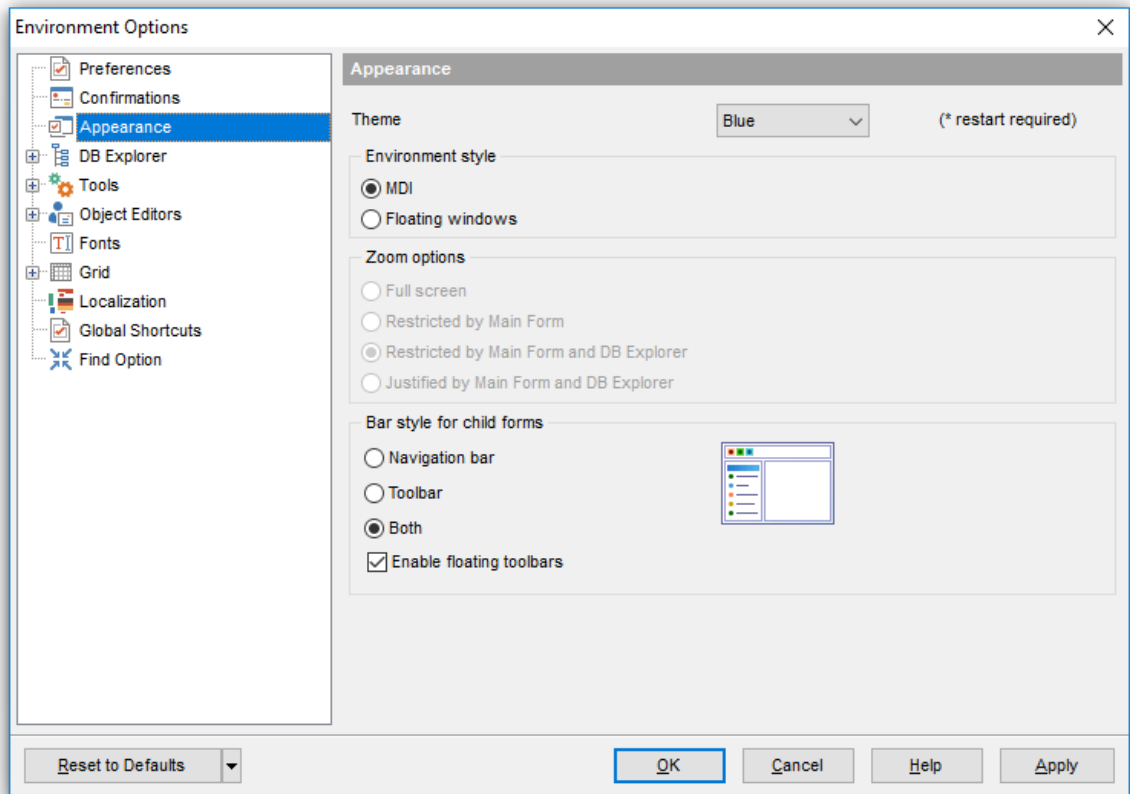 Environment Options
Preferences
Confirmations
Appearance
DB Explorer
Tools
Object Editors
Fonts
Grid
Localization
Global Shortcuts
Find Option
Appearance
Theme Blue (* restart required)
Environment style
MDI
Floating windows
Zoom options
Full screen
Restricted by Main Form
Restricted by Main Form and DB Explorer
Justified by Main Form and DB Explorer
Bar style for child forms
Navigation bar
Toolbar
Both
Enable floating toolbars
Reset to Defaults OK Cancel Help Apply